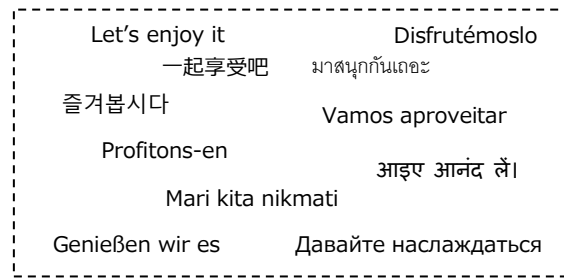 Let’s enjoy it
Disfrutémoslo
一起享受吧
มาสนุกกันเถอะ
즐겨봅시다
Vamos aproveitar
Profitons-en
आइए आनंद लें।
Mari kita nikmati
Genießen wir es
Давайте наслаждаться